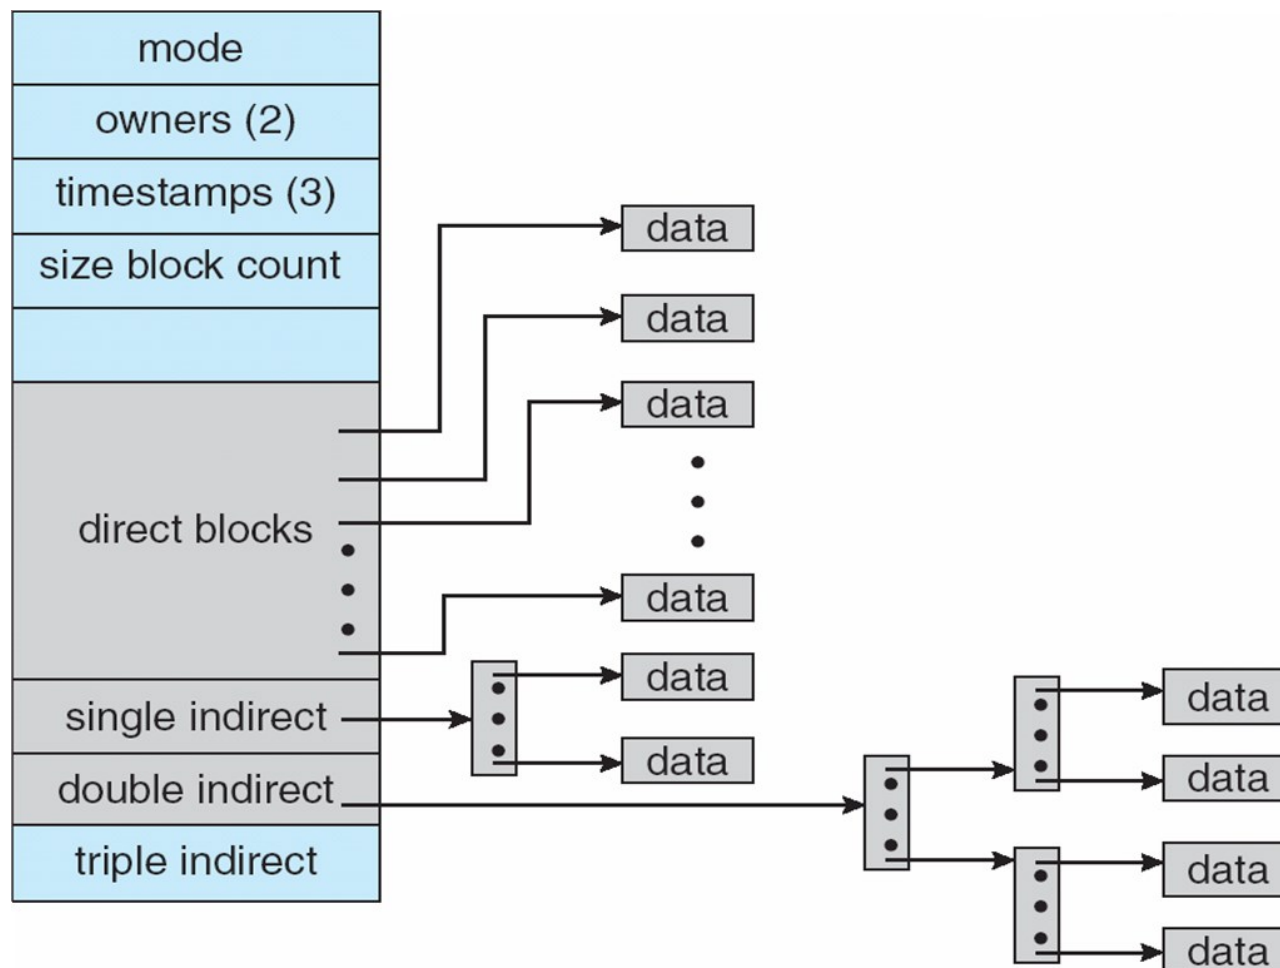 mode
owners (2)
timestamps (3)
size block count
data
data
data
direct blocks
data
data
single indirect
data
double indirect
triple indirect
data
data
data
data